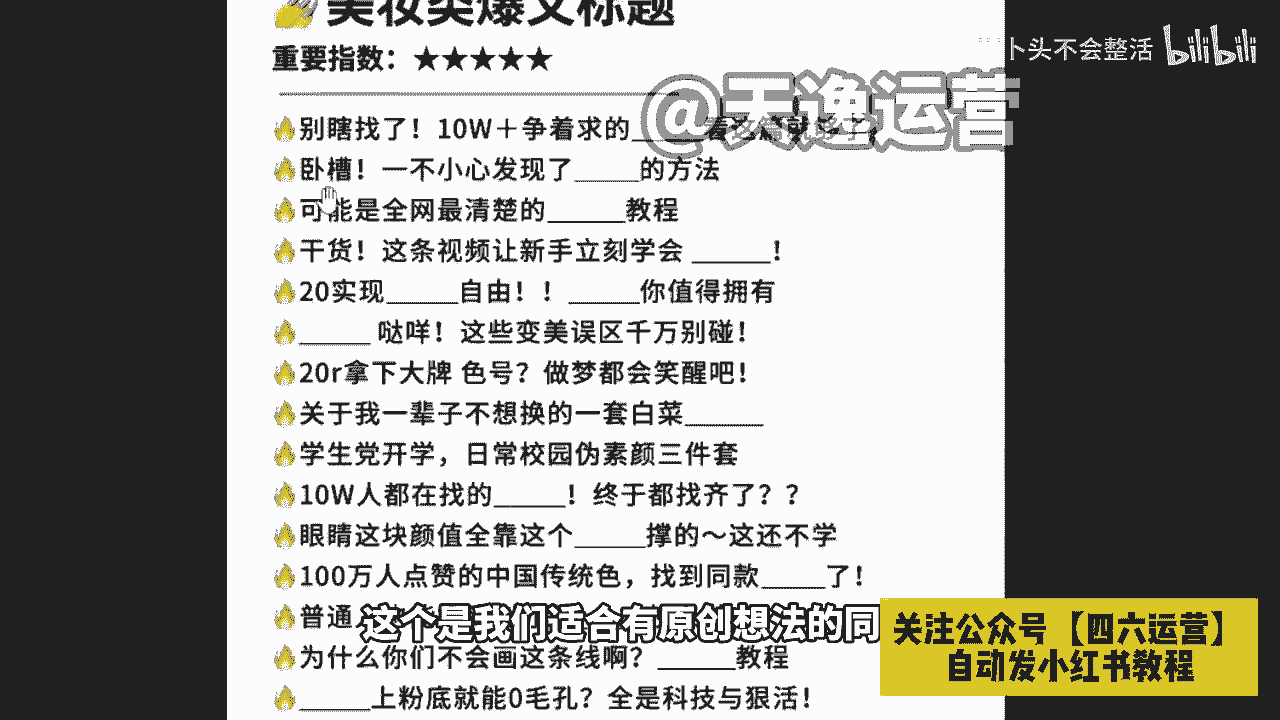 美妆类爆文标题
卜头不会整活 bilibili
重要指数：★★★★★
@天逸运营
🔥别瞎找了！10W＋争着求的_____看这篇就够了
🔥卧槽！一不小心发现了_____的方法
🔥可能是全网最清楚的______教程
🔥干货！这条视频让新手立刻学会 ______！
🔥20实现_____自由！！_____你值得拥有
🔥_____ 哒咩！这些变美误区千万别碰！
🔥20r拿下大牌 色号？做梦都会笑醒吧！
🔥关于我一辈子不想换的一套白菜______
🔥学生党开学，日常校园伪素颜三件套
🔥10W人都在找的_____！终于都找齐了？？
🔥眼睛这块颜值全靠这个_____撑的～这还不学
🔥100万人点赞的中国传统色，找到同款_____了！
🔥普通
这个是我们适合有原创想法的同
🔥为什么你们不会画这条线啊？______教程
🔥_____上粉底就能0毛孔？全是科技与狠活！
关注公众号【四六运营】
自动发小红书教程